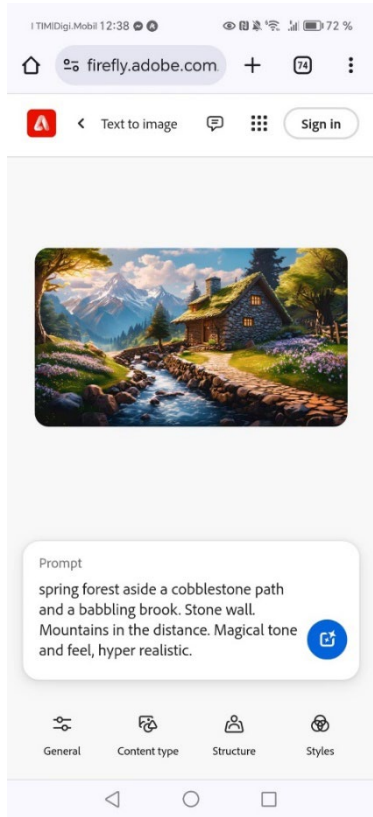 I TIMIDigi.Mobil 12:38 72 %
firefly.adobe.com 74
Text to image Sign in
Prompt
spring forest aside a cobblestone path
and a babbling brook. Stone wall.
Mountains in the distance. Magical tone
and feel, hyper realistic.
General Content type Structure Styles